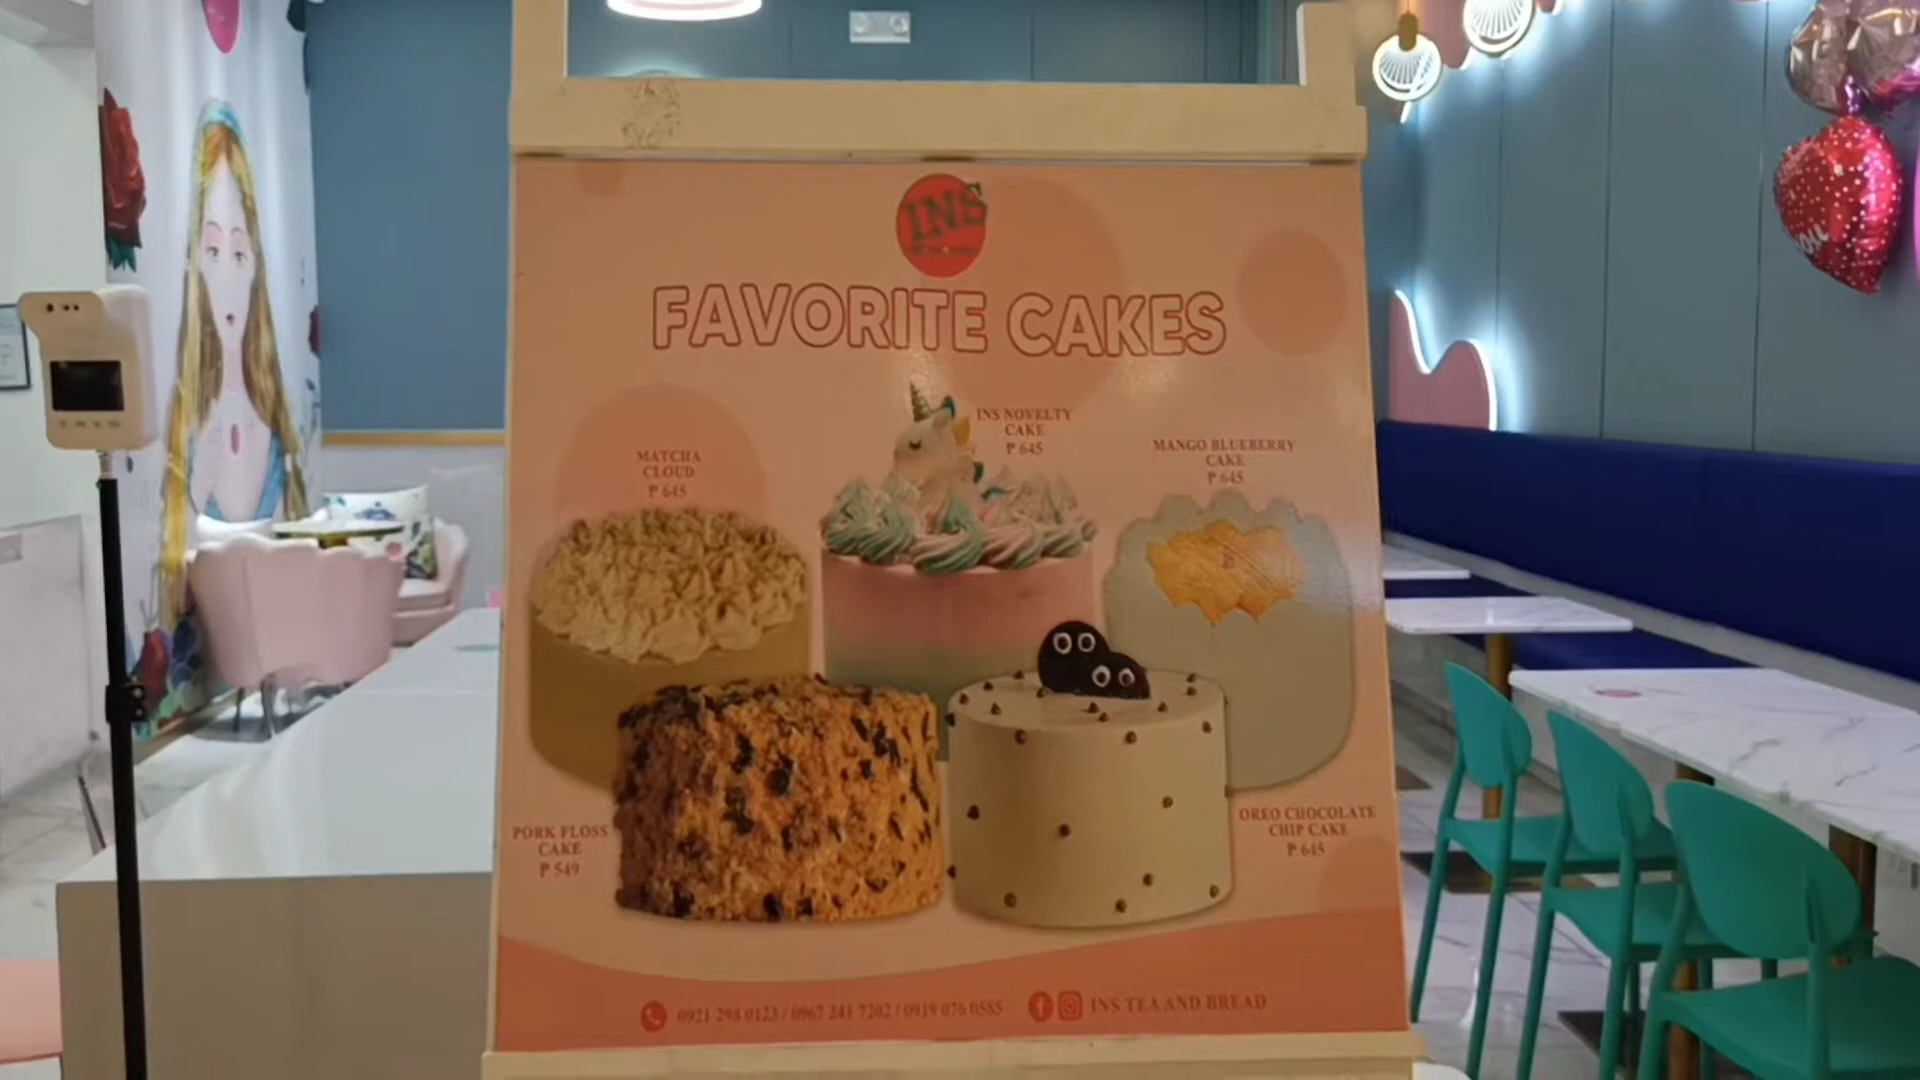 INS
FAVORITE CAKES
MATCHA
CLOUD
₱ 645
INS NOVELTY
CAKE
₱ 645
MANGO BLUEBERRY
CAKE
₱ 645
PORK FLOSS
CAKE
₱ 549
OREO CHOCOLATE
CHIP CAKE
₱ 645
0921 298 0123 / 0967 241 7202 / 0919 076 0585
INS TEA AND BREAD